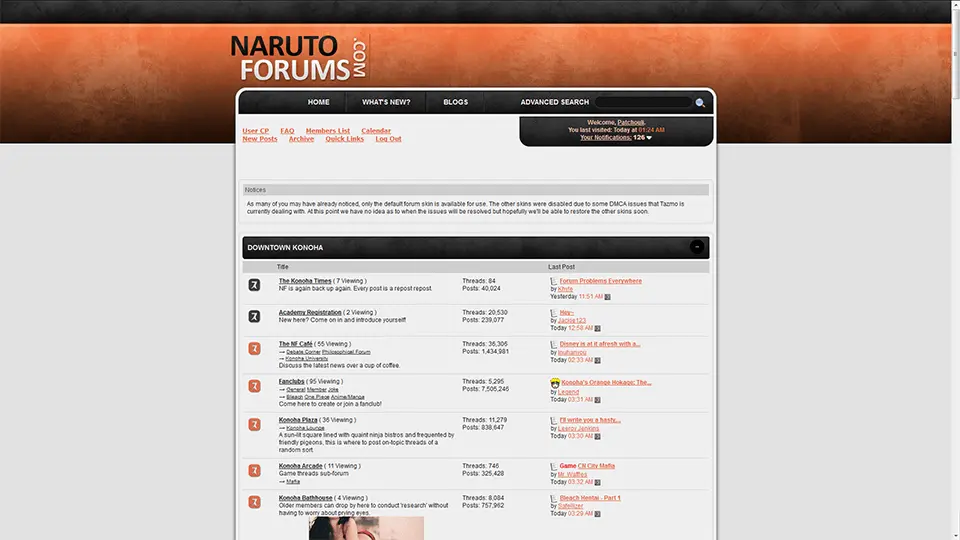 NARUTO
FORUMS
.COM
HOME WHAT'S NEW? BLOGS ADVANCED SEARCH
Welcome, Patchouli.
You last visited: Today at 01:24 AM
Your Notifications: 126
User CP FAQ Members List Calendar
New Posts Archive Quick Links Log Out
Notices
As many of you may have already noticed, only the default forum skin is available for use. The other skins were disabled due to some DMCA issues that Tazmo is
currently dealing with. At this point we have no idea as to when the issues will be resolved but hopefully we'll be able to restore the other skins soon.
DOWNTOWN KONOHA
Title Last Post
The Konoha Times ( 7 Viewing ) Threads: 84 Forum Problems Everywhere
NF is again back up again. Every post is a repost repost. Posts: 40,024 by Khyle
Yesterday 11:51 AM
Academy Registration ( 2 Viewing ) Threads: 20,530 Hey~
New here? Come on in and introduce yourself! Posts: 239,077 by Jackie123
Today 12:58 AM
The NF Café ( 55 Viewing ) Threads: 36,306 Disney is at it afresh with a...
Debate Corner Philosophical Forum Posts: 1,434,981 by
Konoha University Today 02:33 AM
Discuss the latest news over a cup of coffee.
Fanclubs ( 95 Viewing ) Threads: 5,295 Konoha's Orange Hokage: The...
General Member Jolie Posts: 7,505,246 by Legend
Bleach One Piece Anime/Manga Today 03:31 AM
Come here to create or join a fanclub!
Konoha Plaza ( 36 Viewing ) Threads: 11,279 I'll write you a hasty...
Konoha Lounge Posts: 838,647 by Leeroy Jenkins
A sun-lit square lined with quaint ninja bistros and frequented by Today 03:30 AM
friendly pigeons, this is where to post on-topic threads of a
random sort.
Konoha Arcade ( 11 Viewing ) Threads: 746 Game CN City Mafia
Game threads sub-forum Posts: 325,428 by Mr. Waffles
Mafia Today 03:32 AM
Konoha Bathhouse ( 4 Viewing ) Threads: 8,084 Bleach Hentai - Part 1
Older members can drop by here to conduct 'research' without Posts: 757,962 by Satellizer
having to worry about prying eyes. Today 03:29 AM